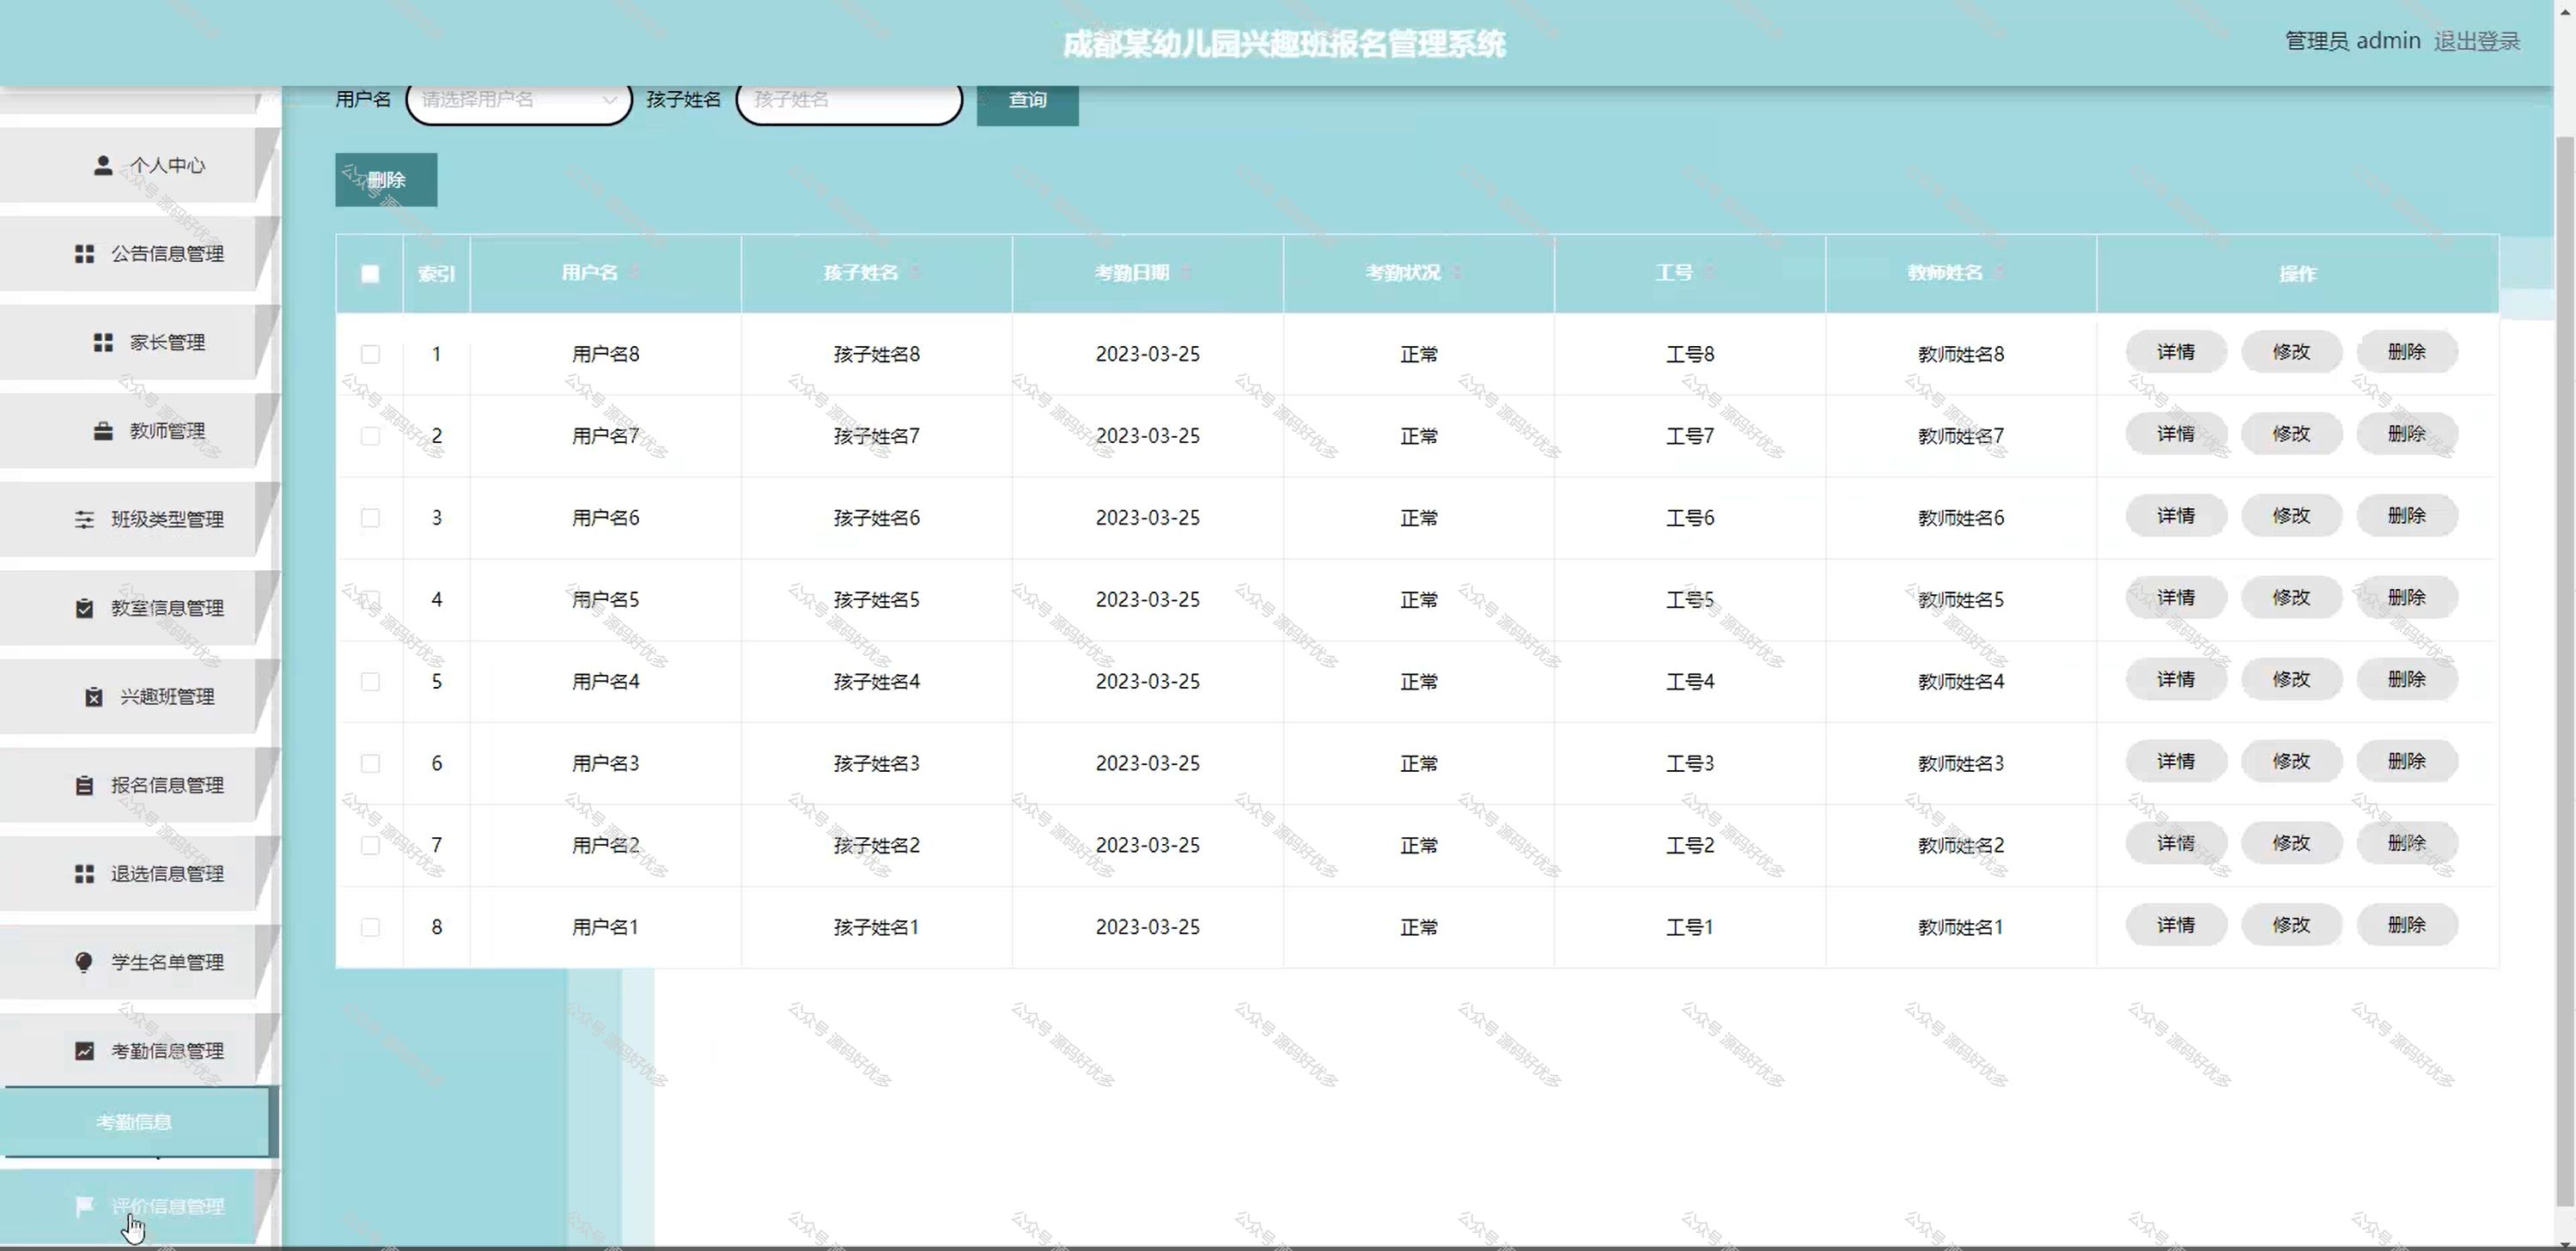 成都某幼儿园兴趣班报名管理系统
管理员 admin 退出登录
用户名 请选择用户名 孩子姓名 孩子姓名 查询
删除
个人中心
公告信息管理
家长管理
教师管理
班级类型管理
教室信息管理
兴趣班管理
报名信息管理
退选信息管理
学生名单管理
考勤信息管理
考勤信息
评价信息管理
索引 用户名 孩子姓名 考勤日期 考勤状况 工号 教师姓名 操作
1 用户名8 孩子姓名8 2023-03-25 正常 工号8 教师姓名8 详情 修改 删除
2 用户名7 孩子姓名7 2023-03-25 正常 工号7 教师姓名7 详情 修改 删除
3 用户名6 孩子姓名6 2023-03-25 正常 工号6 教师姓名6 详情 修改 删除
4 用户名5 孩子姓名5 2023-03-25 正常 工号5 教师姓名5 详情 修改 删除
5 用户名4 孩子姓名4 2023-03-25 正常 工号4 教师姓名4 详情 修改 删除
6 用户名3 孩子姓名3 2023-03-25 正常 工号3 教师姓名3 详情 修改 删除
7 用户名2 孩子姓名2 2023-03-25 正常 工号2 教师姓名2 详情 修改 删除
8 用户名1 孩子姓名1 2023-03-25 正常 工号1 教师姓名1 详情 修改 删除
公众号 源码好优多